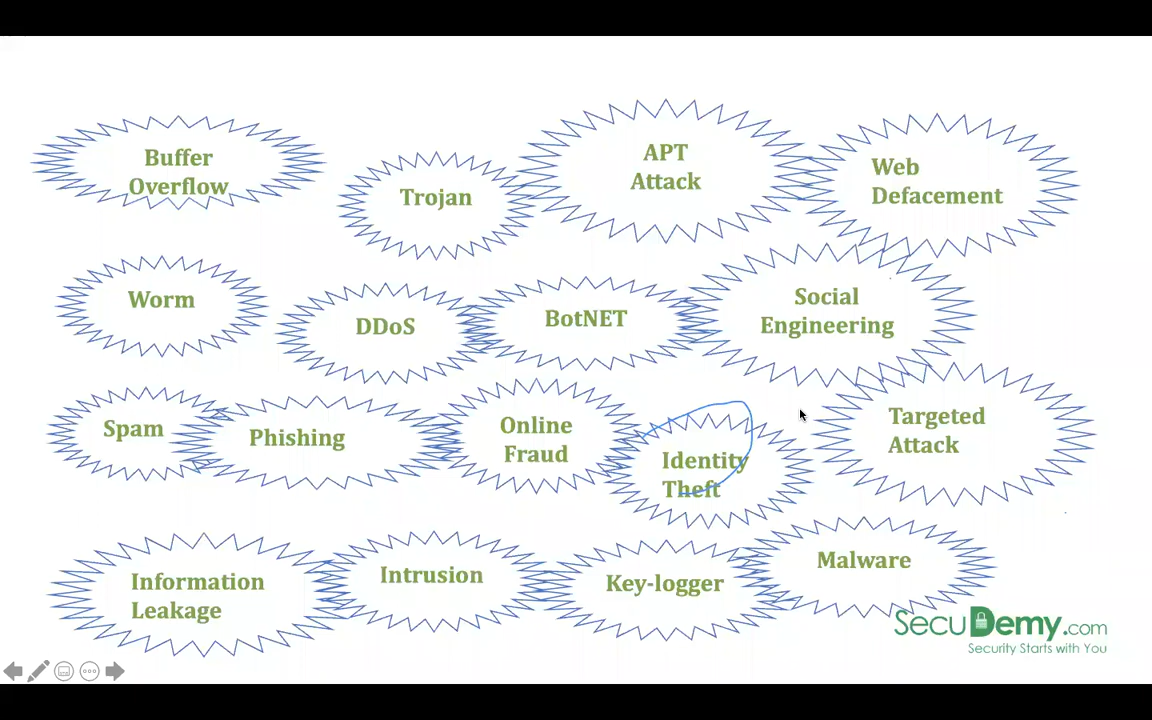 Buffer
Overflow
Trojan
APT
Attack
Web
Defacement
Worm
DDoS
BotNET
Social
Engineering
Spam
Phishing
Online
Fraud
Identity
Theft
Targeted
Attack
Information
Leakage
Intrusion
Key-logger
Malware
SecuDemy.com
Security Starts with You